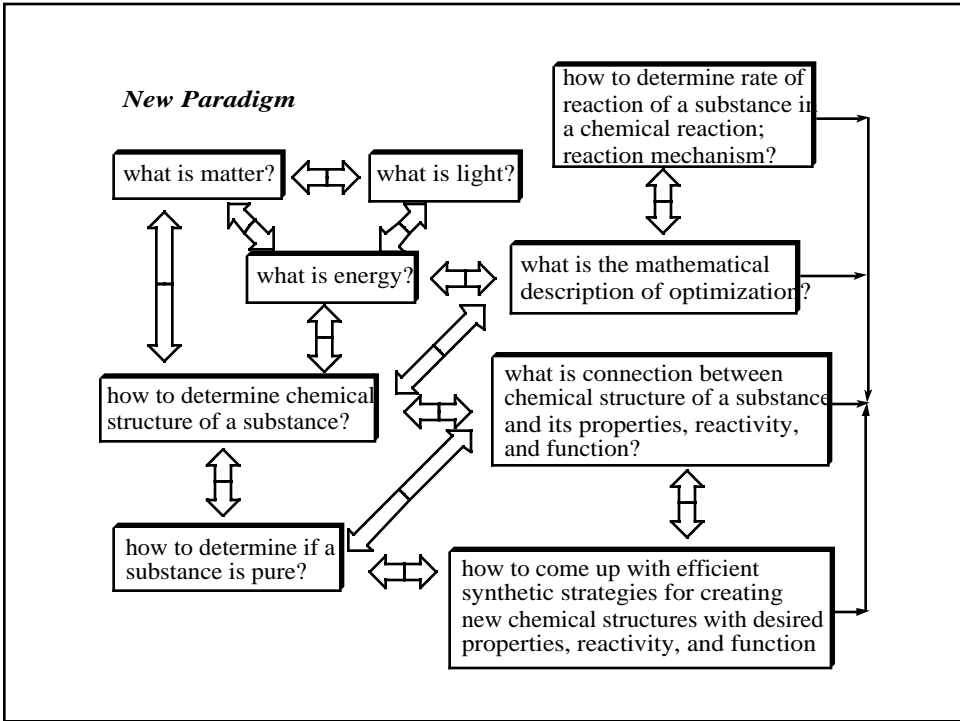 New Paradigm
how to determine rate of
reaction of a substance in
a chemical reaction;
reaction mechanism?
what is matter?
what is light?
what is energy?
what is the mathematical
description of optimization?
how to determine chemical
structure of a substance?
what is connection between
chemical structure of a substance
and its properties, reactivity,
and function?
how to determine if a
substance is pure?
how to come up with efficient
synthetic strategies for creating
new chemical structures with desired
properties, reactivity, and function